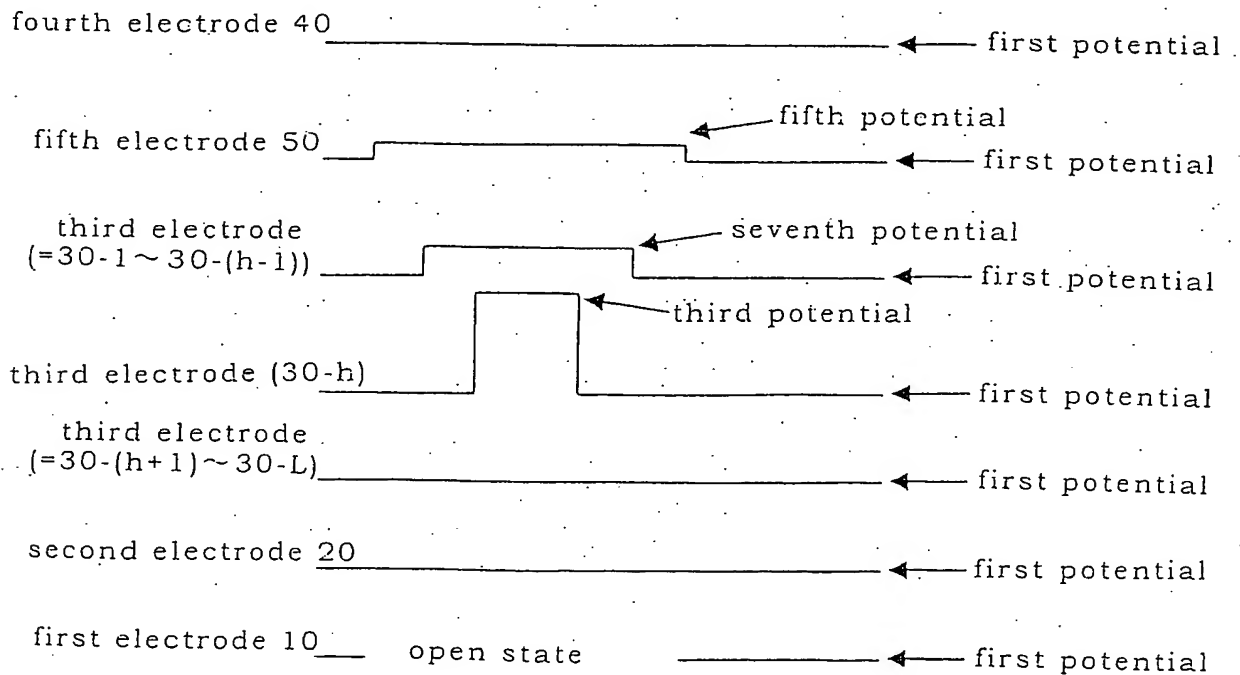 fourth electrode 40
first potential
fifth potential
fifth electrode 50
first potential
third electrode
(=30-1~30-(h-1))
seventh potential
first potential
third potential
third electrode (30-h)
first potential
third electrode
(=30-(h+1)~30-L)
first potential
second electrode 20
first potential
first electrode 10
open state
first potential